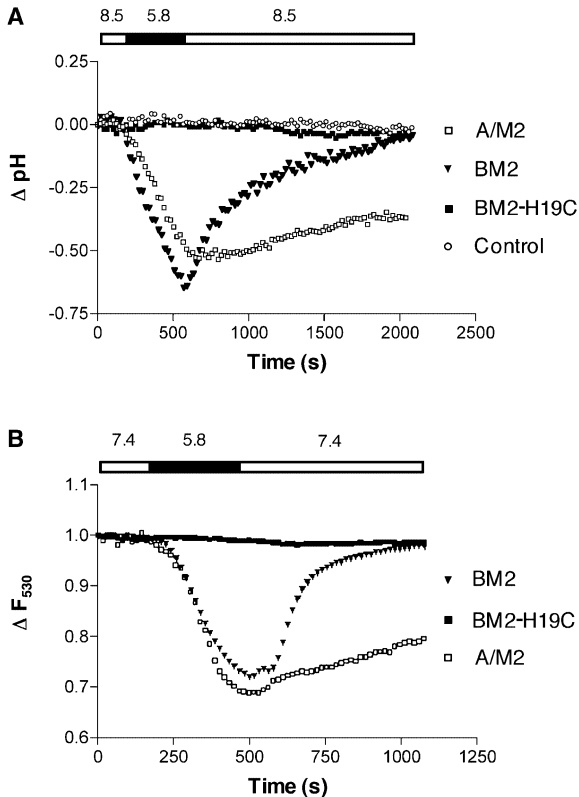 A
8.5 5.8 8.5
0.25
0.00
-0.25
-0.50
-0.75
Δ pH
0 500 1000 1500 2000 2500
Time (s)
A/M2
BM2
BM2-H19C
Control
B
7.4 5.8 7.4
1.1
1.0
0.9
0.8
0.7
0.6
Δ F530
0 250 500 750 1000 1250
Time (s)
BM2
BM2-H19C
A/M2